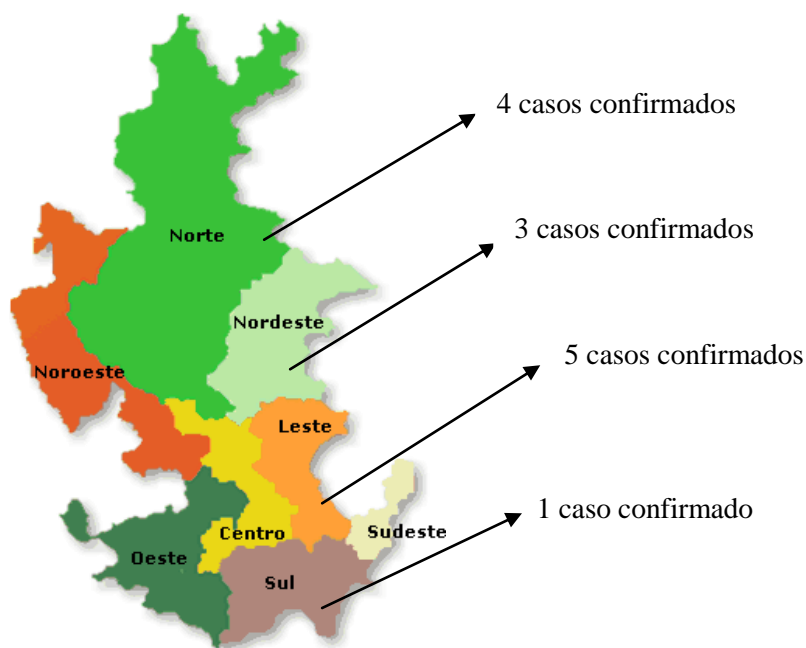 4 casos confirmados
Norte
3 casos confirmados
Nordeste
5 casos confirmados
Noroeste
Leste
1 caso confirmado
Centro
Sudeste
Oeste
Sul